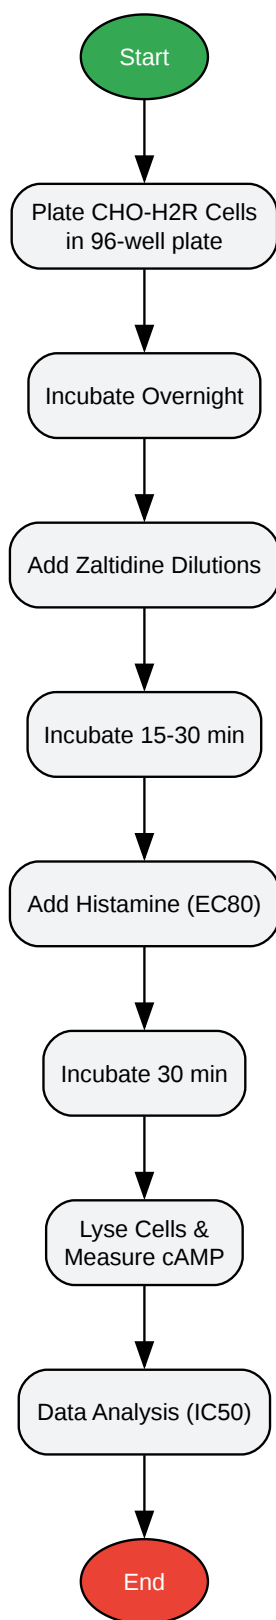 Start
Plate CHO-H2R Cells
in 96-well plate
Incubate Overnight
Add Zaltidine Dilutions
Incubate 15-30 min
Add Histamine (EC80)
Incubate 30 min
Lyse Cells &
Measure cAMP
Data Analysis (IC50)
End